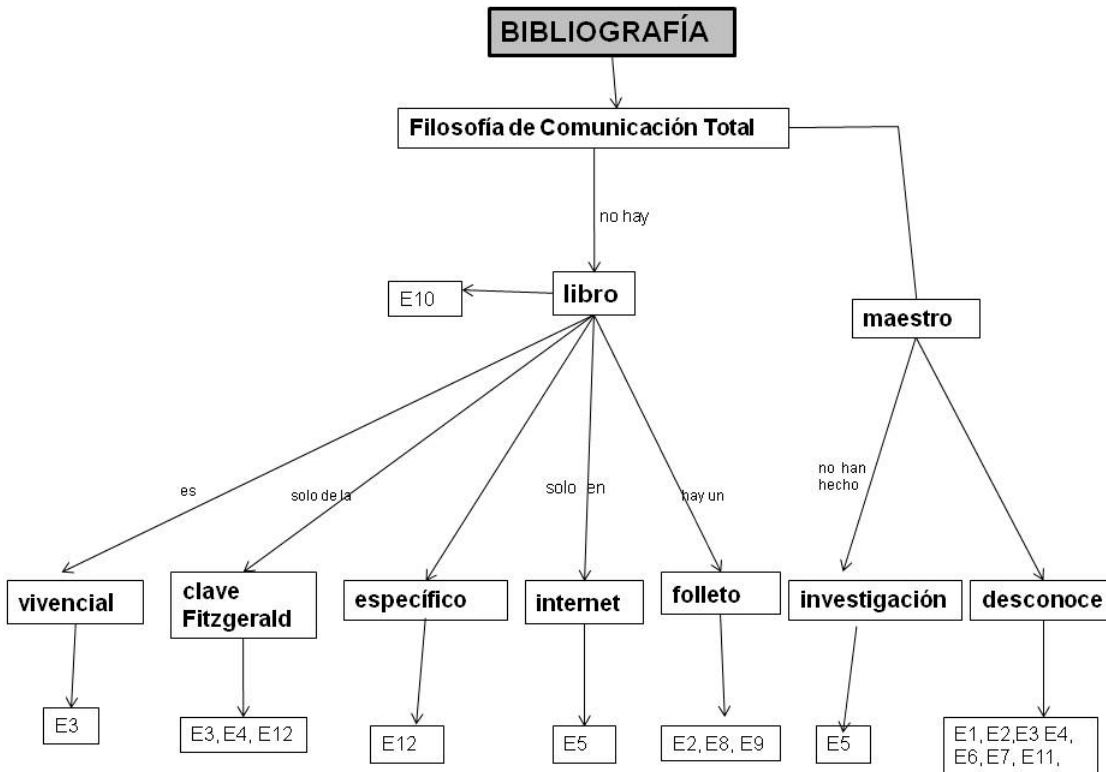 BIBLIOGRAFÍA
Filosofía de Comunicación Total
no hay
E10
libro
maestro
es
solo de la
solo en
hay un
no han
hecho
vivencial
clave
Fitzgerald
específico
internet
folleto
investigación
desconoce
E3
E3, E4, E12
E12
E5
E2, E8, E9
E5
E1, E2,E3 E4,
E6, E7, E11,